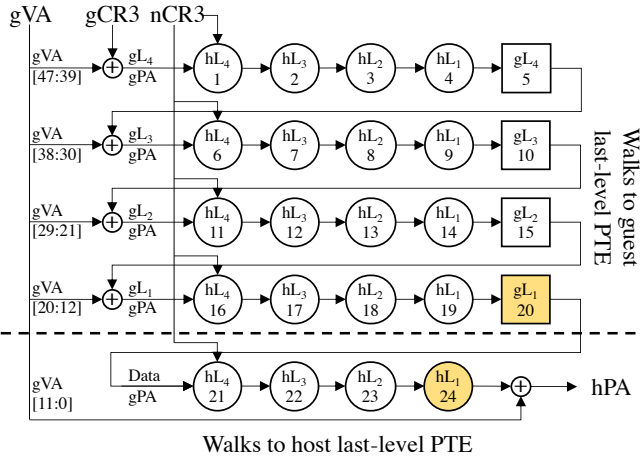 gVA gCR3 nCR3
gVA [47:39] gL4 gPA hL4 1 hL3 2 hL2 3 hL1 4 gL4 5
gVA [38:30] gL3 gPA hL4 6 hL3 7 hL2 8 hL1 9 gL3 10
gVA [29:21] gL2 gPA hL4 11 hL3 12 hL2 13 hL1 14 gL2 15
gVA [20:12] gL1 gPA hL4 16 hL3 17 hL2 18 hL1 19 gL1 20
Walks to guest
last-level PTE
gVA [11:0] Data gPA hL4 21 hL3 22 hL2 23 hL1 24 hPA
Walks to host last-level PTE